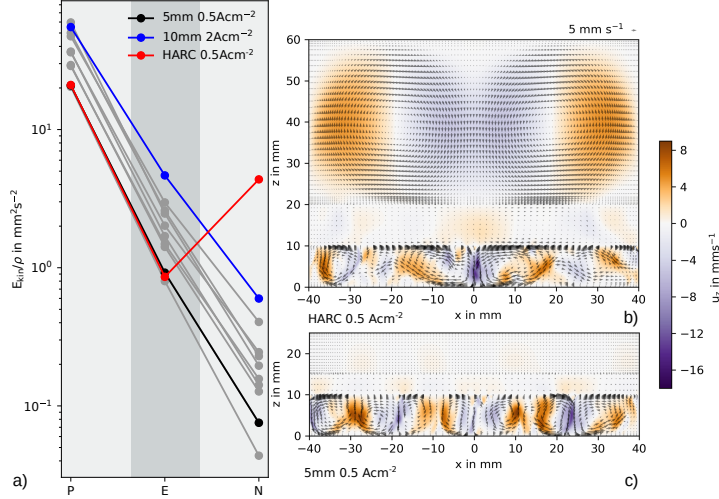 5mm 0.5Acm⁻²
10mm 2Acm⁻²
HARC 0.5Acm⁻²
10¹
10⁰
10⁻¹
E_kin/ρ in mm²s⁻²
P E N
a)
5 mm s⁻¹
60
50
40
30
20
10
0
z in mm
−40 −30 −20 −10 0 10 20 30 40
x in mm
HARC 0.5 Acm⁻²
b)
20
10
0
z in mm
−40 −30 −20 −10 0 10 20 30 40
x in mm
5mm 0.5 Acm⁻²
c)
8
4
0
−4
−8
−12
−16
u_z in mms⁻¹